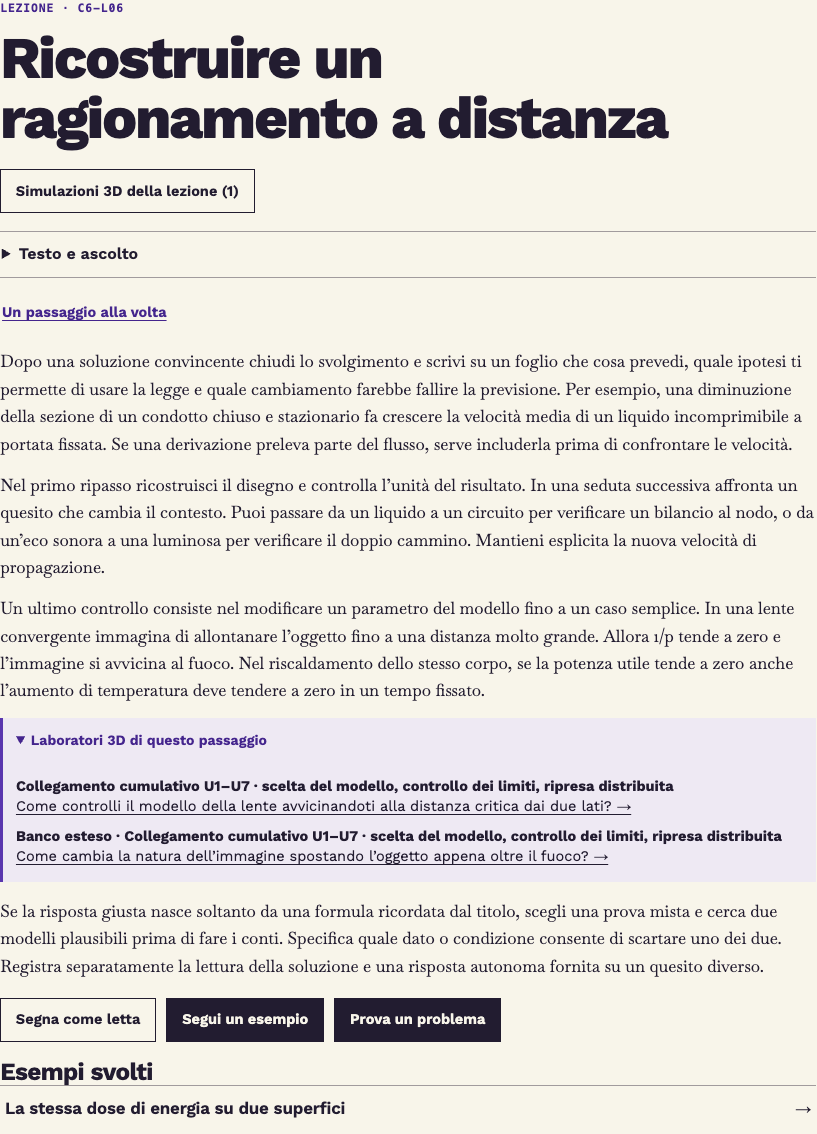 LEZIONE · C6–L06
Ricostruire un
ragionamento a distanza
Simulazioni 3D della lezione (1)
▶ Testo e ascolto
Un passaggio alla volta
Dopo una soluzione convincente chiudi lo svolgimento e scrivi su un foglio che cosa prevedi, quale ipotesi ti
permette di usare la legge e quale cambiamento farebbe fallire la previsione. Per esempio, una diminuzione
della sezione di un condotto chiuso e stazionario fa crescere la velocità media di un liquido incomprimibile a
portata fissata. Se una derivazione preleva parte del flusso, serve includerla prima di confrontare le velocità.
Nel primo ripasso ricostruisci il disegno e controlla l’unità del risultato. In una seduta successiva affronta un
quesito che cambia il contesto. Puoi passare da un liquido a un circuito per verificare un bilancio al nodo, o da
un’eco sonora a una luminosa per verificare il doppio cammino. Mantieni esplicita la nuova velocità di
propagazione.
Un ultimo controllo consiste nel modificare un parametro del modello fino a un caso semplice. In una lente
convergente immagina di allontanare l’oggetto fino a una distanza molto grande. Allora 1/p tende a zero e
l’immagine si avvicina al fuoco. Nel riscaldamento dello stesso corpo, se la potenza utile tende a zero anche
l’aumento di temperatura deve tendere a zero in un tempo fissato.
▼ Laboratori 3D di questo passaggio
Collegamento cumulativo U1–U7 · scelta del modello, controllo dei limiti, ripresa distribuita
Come controlli il modello della lente avvicinandoti alla distanza critica dai due lati? →
Banco esteso · Collegamento cumulativo U1–U7 · scelta del modello, controllo dei limiti, ripresa distribuita
Come cambia la natura dell’immagine spostando l’oggetto appena oltre il fuoco? →
Se la risposta giusta nasce soltanto da una formula ricordata dal titolo, scegli una prova mista e cerca due
modelli plausibili prima di fare i conti. Specifica quale dato o condizione consente di scartare uno dei due.
Registra separatamente la lettura della soluzione e una risposta autonoma fornita su un quesito diverso.
Segna come letta
Segui un esempio
Prova un problema
Esempi svolti
La stessa dose di energia su due superfici →